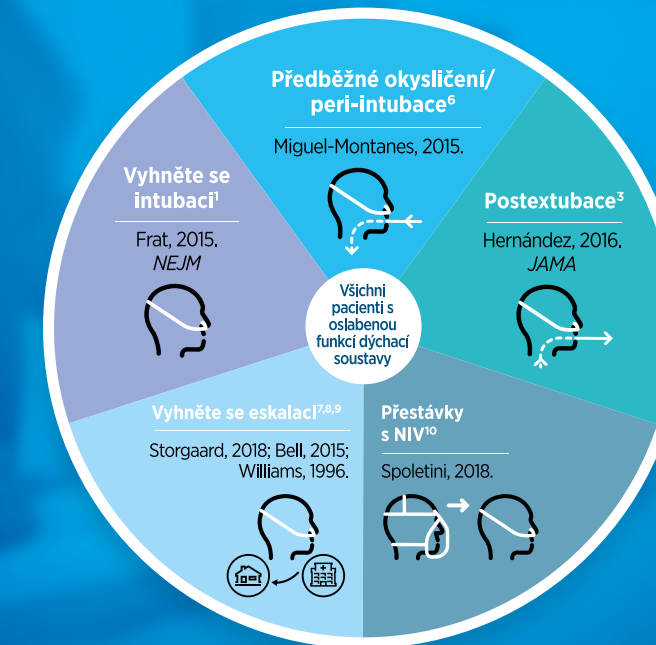 Předběžné okysličení/
peri-intubace⁶
Miguel-Montanes, 2015.
Vyhněte se
intubaci¹
Frat, 2015.
NEJM
Postextubace³
Hernández, 2016.
JAMA
Všichni
pacienti s
oslabenou
funkcí dýchací
soustavy
Vyhněte se eskalaci⁷,⁸,⁹
Storgaard, 2018; Bell, 2015;
Williams, 1996.
Přestávky
s NIV¹⁰
Spoletini, 2018.